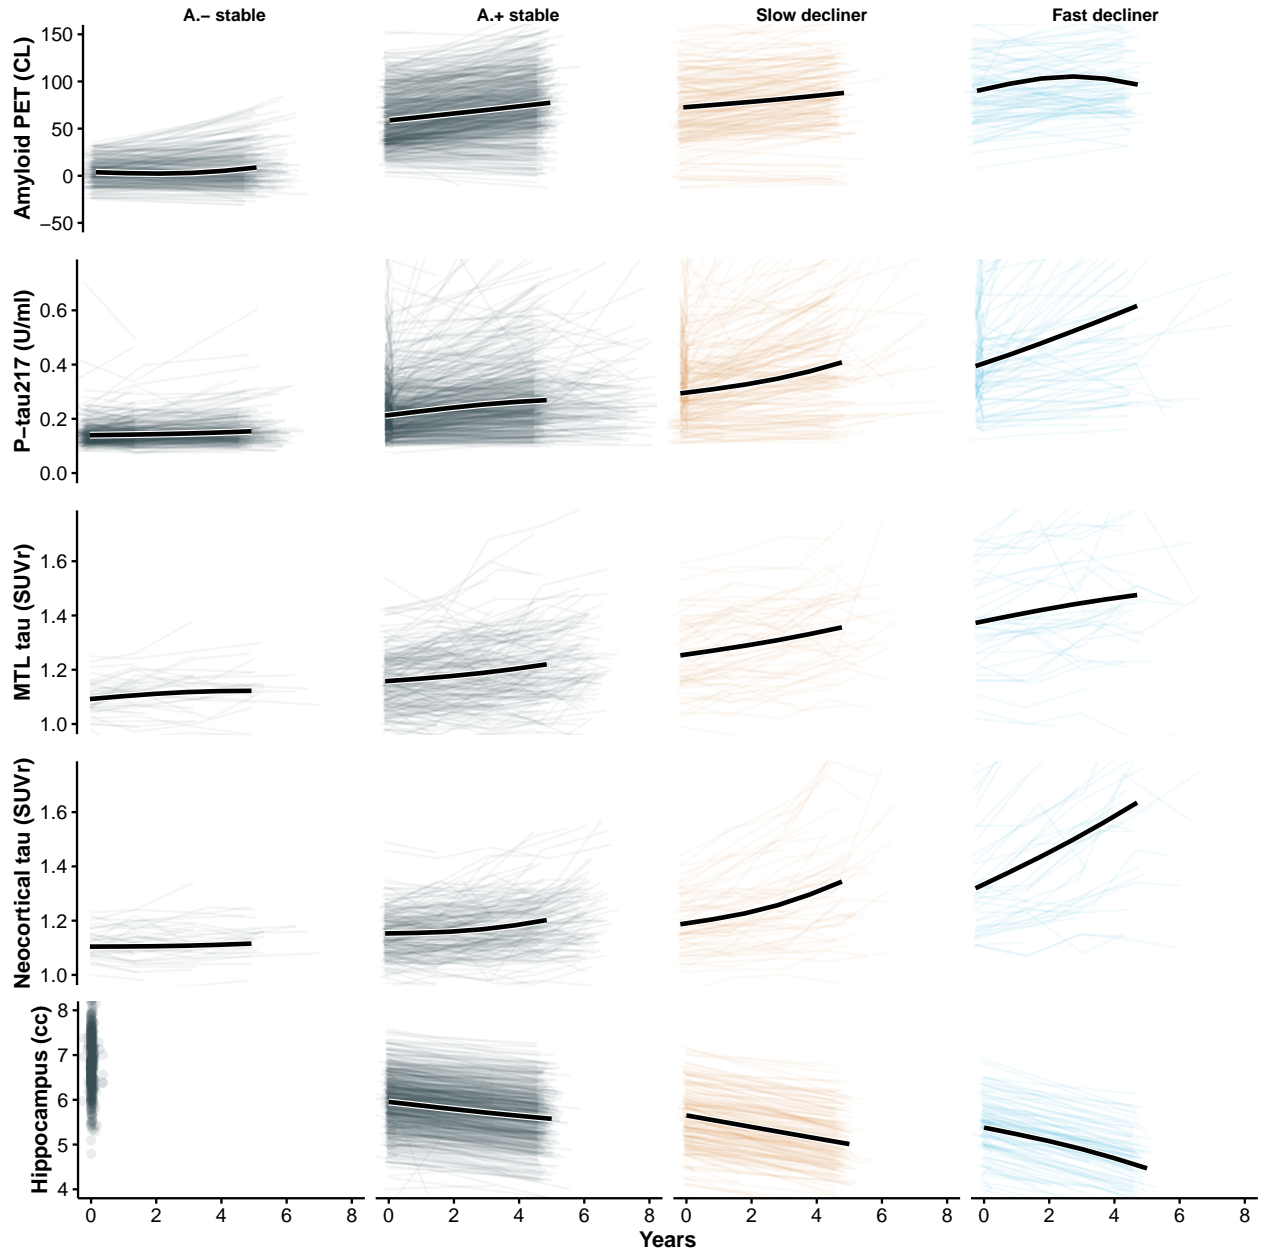 A.− stable
A.+ stable
Slow decliner
Fast decliner
Amyloid PET (CL)
150
100
50
0
−50
P−tau217 (U/ml)
0.6
0.4
0.2
0.0
MTL tau (SUVr)
1.6
1.4
1.2
1.0
Neocortical tau (SUVr)
1.6
1.4
1.2
1.0
Hippocampus (cc)
8
7
6
5
4
0 2 4 6 8
0 2 4 6 8
0 2 4 6 8
0 2 4 6 8
Years